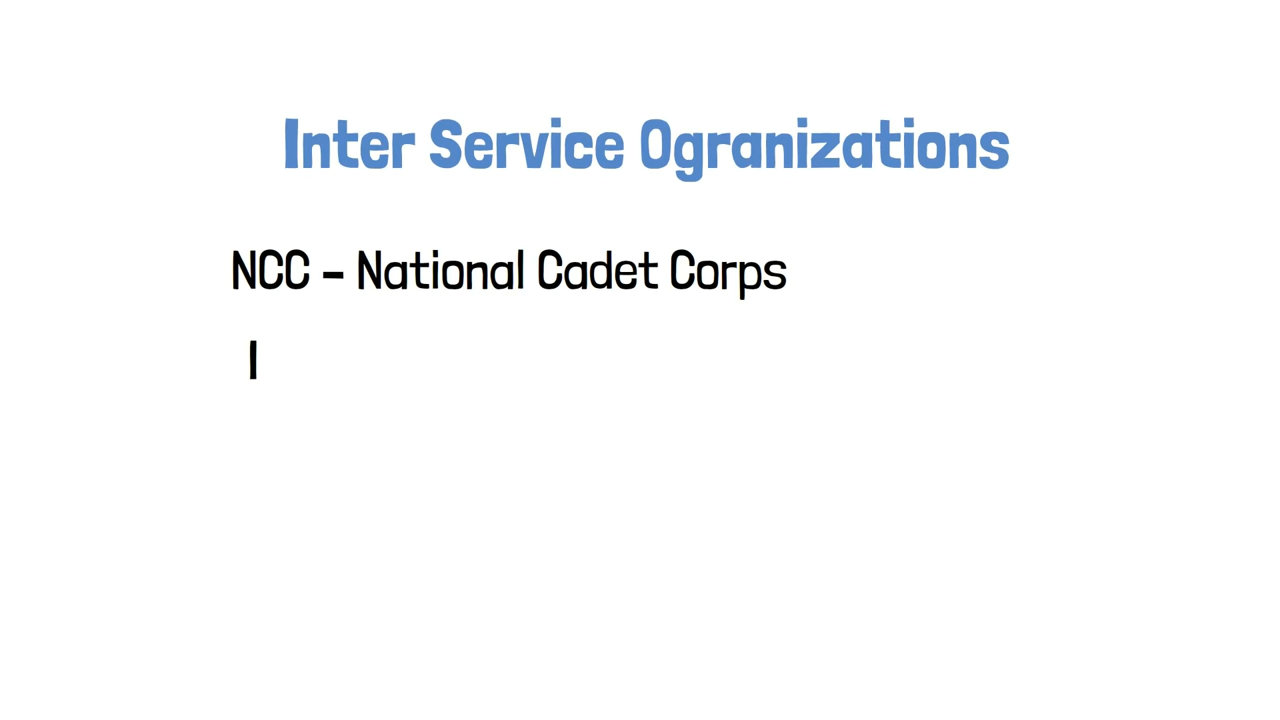 Inter Service Ogranizations
NCC – National Cadet Corps
I